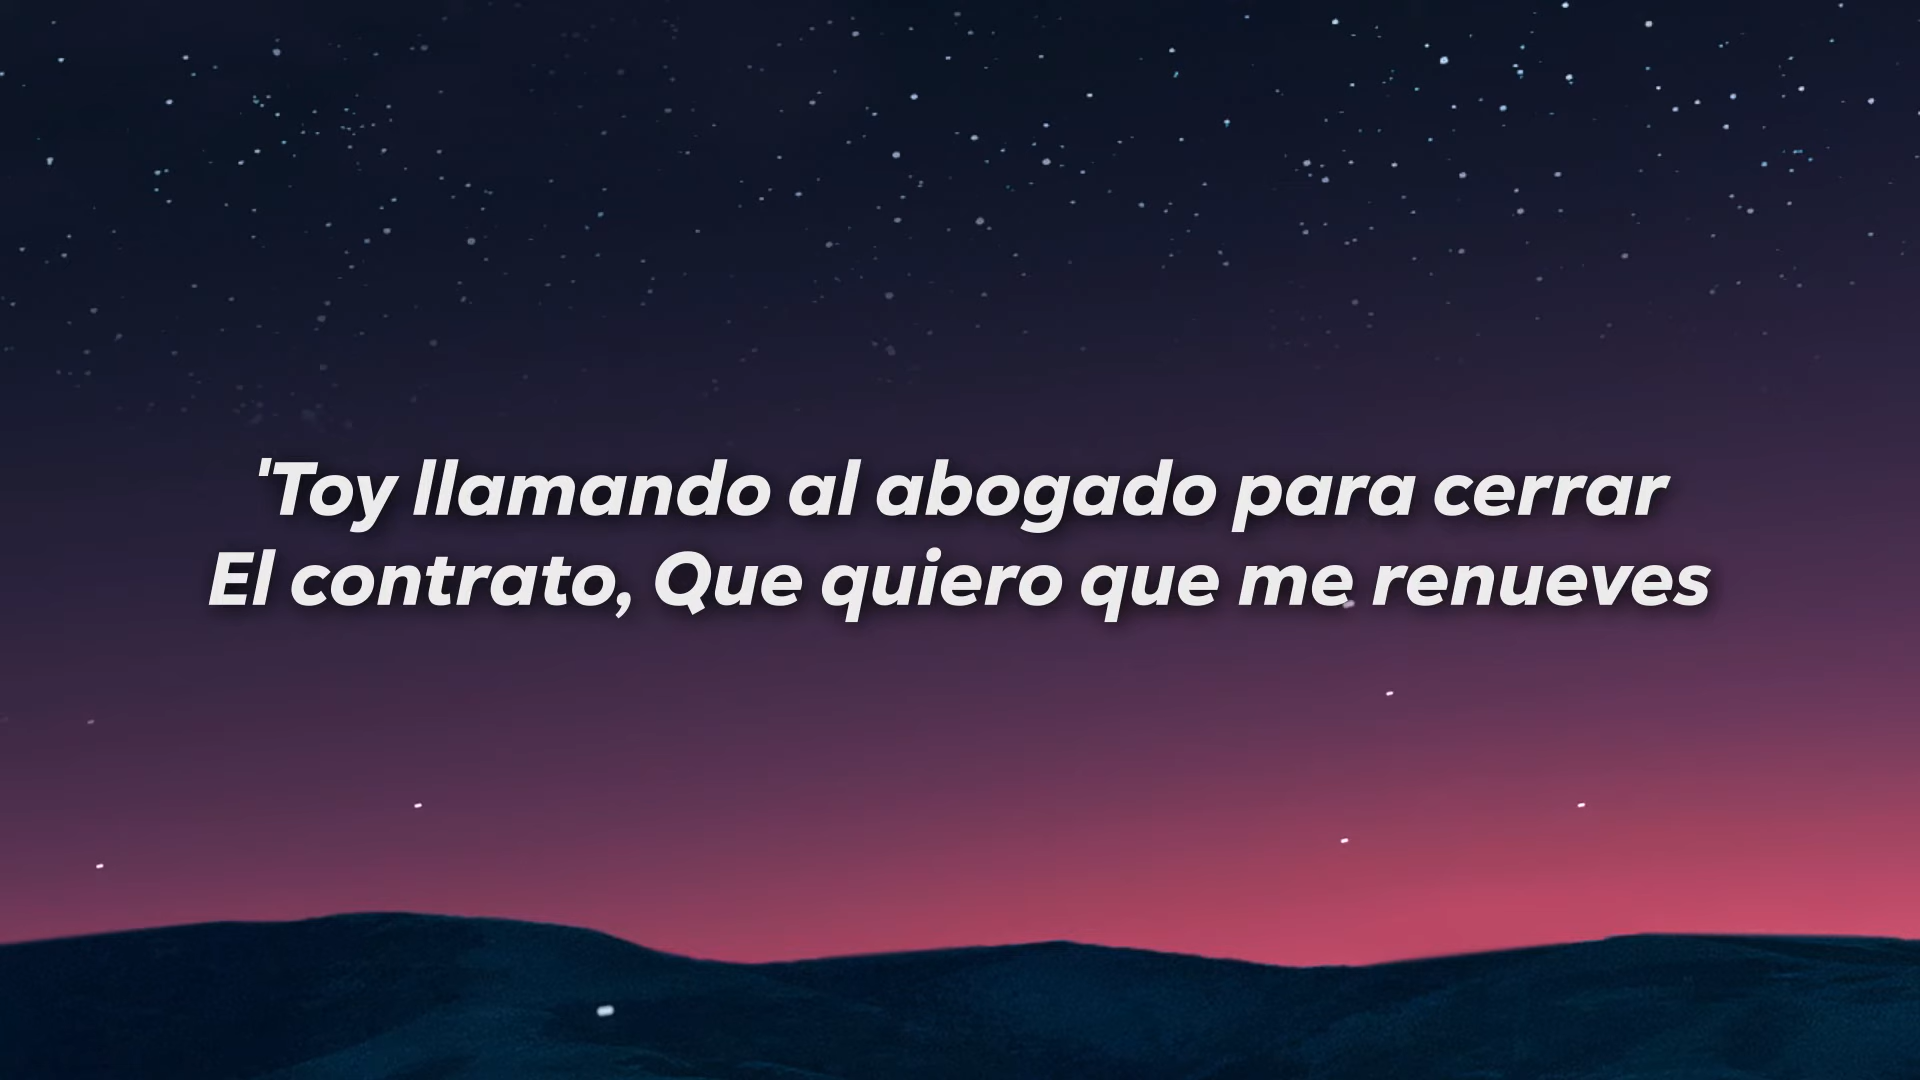 'Toy llamando al abogado para cerrar
El contrato, Que quiero que me renueves